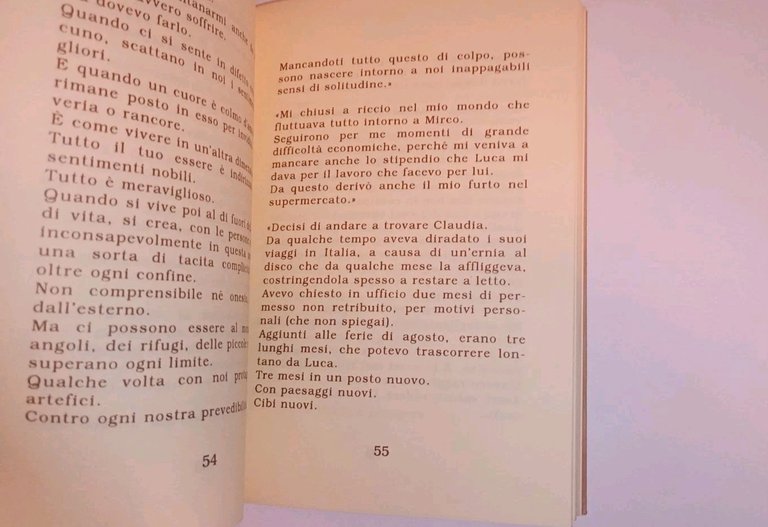 anche
avvero soffrire.
dovevo farlo.
Quando ci si sente in
cuno, scattano in noi i
gliori.
E quando un cuore è colmo
rimane posto in esso per
veria o rancore.
È come vivere in un'altra
Tutto il tuo essere è
sentimenti nobili.
Tutto è meraviglioso.
Quando si vive poi al di fuori
di vita, si crea, con le
inconsapevolmente in questa
una sorta di tacita
oltre ogni confine.
Non comprensibile né
dall'esterno.
Ma ci possono essere al
angoli, dei rifugi, delle
superano ogni limite.
Qualche volta con noi
artefici.
Contro ogni nostra
54
Mancandoti tutto questo di colpo, pos-
sono nascere intorno a noi inappagabili
sensi di solitudine.»
«Mi chiusi a riccio nel mio mondo che
fluttuava tutto intorno a Mirco.
Seguirono per me momenti di grande
difficoltà economiche, perché mi veniva a
mancare anche lo stipendio che Luca mi
dava per il lavoro che facevo per lui.
Da questo derivò anche il mio furto nel
supermercato.»
«Decisi di andare a trovare Claudia.
Da qualche tempo aveva diradato i suoi
viaggi in Italia, a causa di un'ernia al
disco che da qualche mese la affliggeva,
costringendola spesso a restare a letto.
Avevo chiesto in ufficio due mesi di per-
messo non retribuito, per motivi perso-
nali (che non spiegai).
Aggiunti alle ferie di agosto, erano tre
lunghi mesi, che potevo trascorrere lon-
tano da Luca.
Tre mesi in un posto nuovo.
Con paesaggi nuovi.
Cibi nuovi.
55